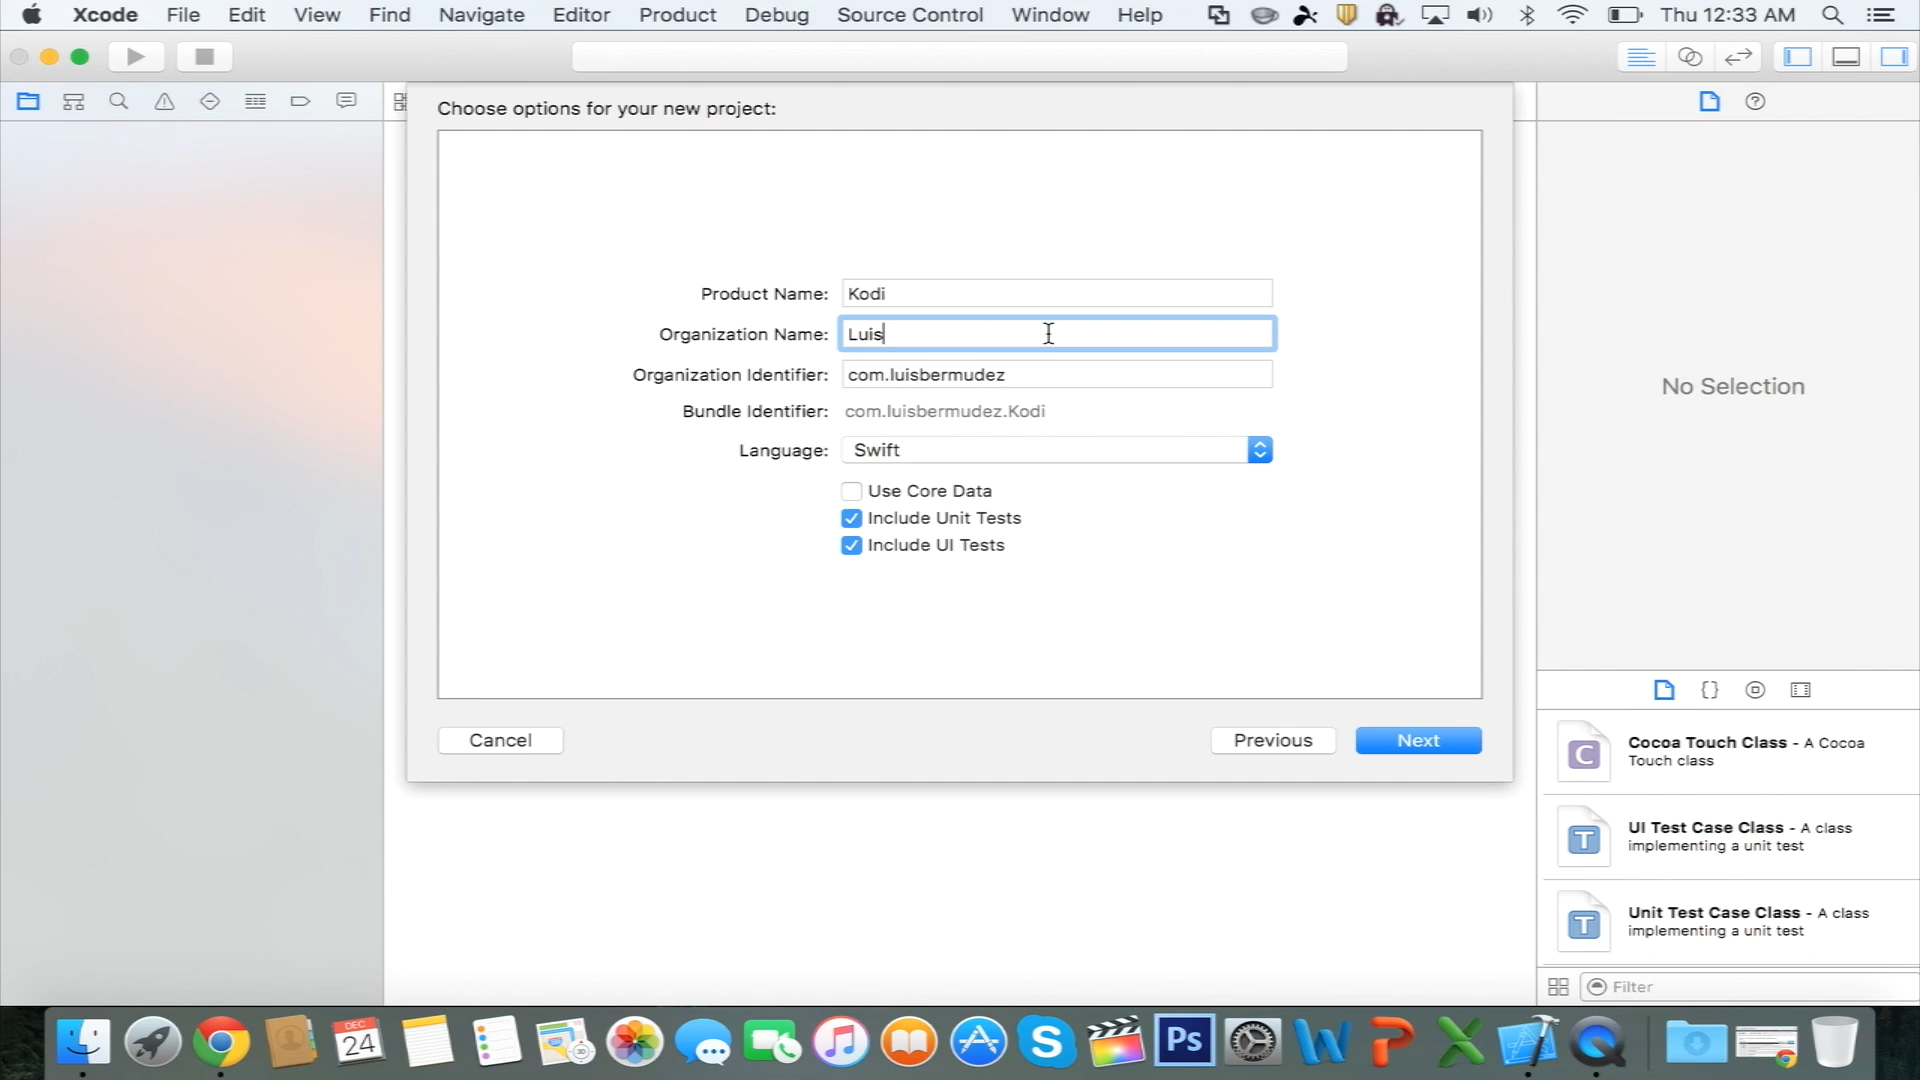 Xcode File Edit View Find Navigate Editor Product Debug Source Control Window Help Thu 12:33 AM
Choose options for your new project:
Product Name: Kodi
Organization Name: Luis
Organization Identifier: com.luisbermudez
Bundle Identifier: com.luisbermudez.Kodi
Language: Swift
Use Core Data
Include Unit Tests
Include UI Tests
Cancel
Previous
Next
No Selection
{}
C
Cocoa Touch Class - A Cocoa
Touch class
T
UI Test Case Class - A class
implementing a unit test
T
Unit Test Case Class - A class
implementing a unit test
Filter
DEC
24
S
Ps
W
P
X